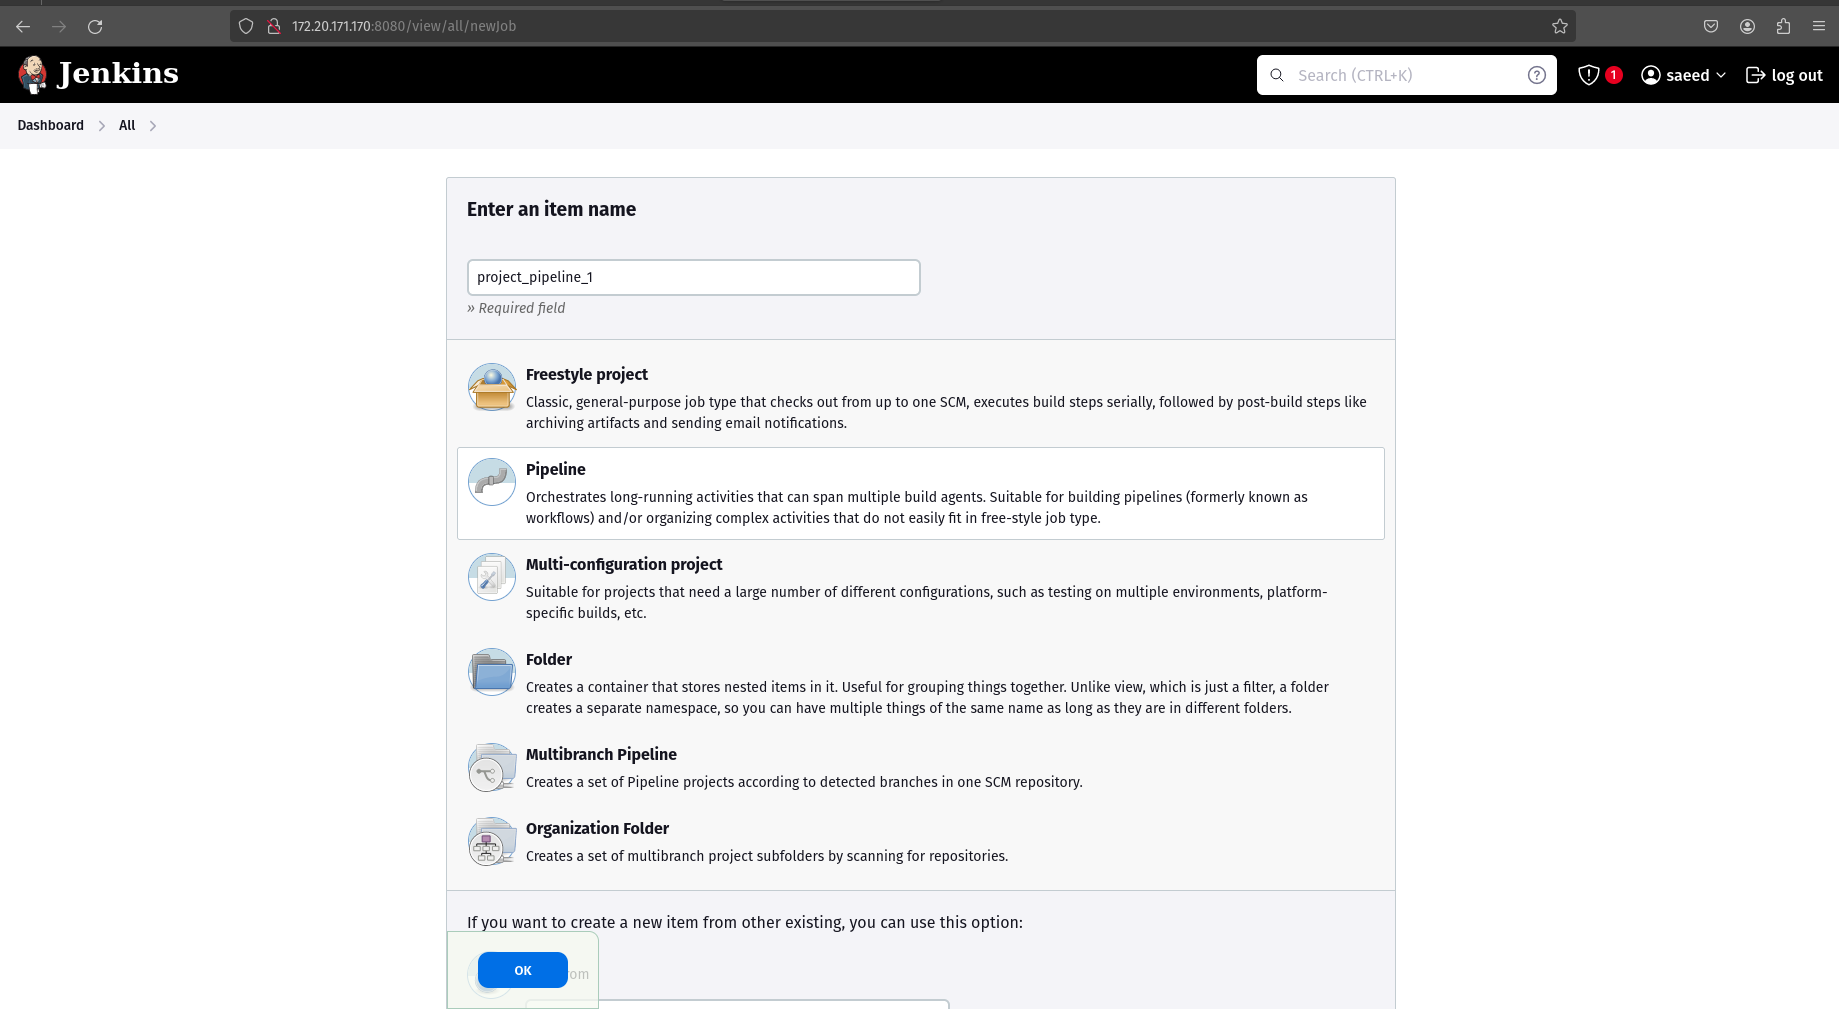 172.20.171.170:8080/view/all/newJob
Jenkins
Search (CTRL+K)
1
saeed
log out
Dashboard
All
Enter an item name
project_pipeline_1
» Required field
Freestyle project
Classic, general-purpose job type that checks out from up to one SCM, executes build steps serially, followed by post-build steps like
archiving artifacts and sending email notifications.
Pipeline
Orchestrates long-running activities that can span multiple build agents. Suitable for building pipelines (formerly known as
workflows) and/or organizing complex activities that do not easily fit in free-style job type.
Multi-configuration project
Suitable for projects that need a large number of different configurations, such as testing on multiple environments, platform-
specific builds, etc.
Folder
Creates a container that stores nested items in it. Useful for grouping things together. Unlike view, which is just a filter, a folder
creates a separate namespace, so you can have multiple things of the same name as long as they are in different folders.
Multibranch Pipeline
Creates a set of Pipeline projects according to detected branches in one SCM repository.
Organization Folder
Creates a set of multibranch project subfolders by scanning for repositories.
If you want to create a new item from other existing, you can use this option:
OK